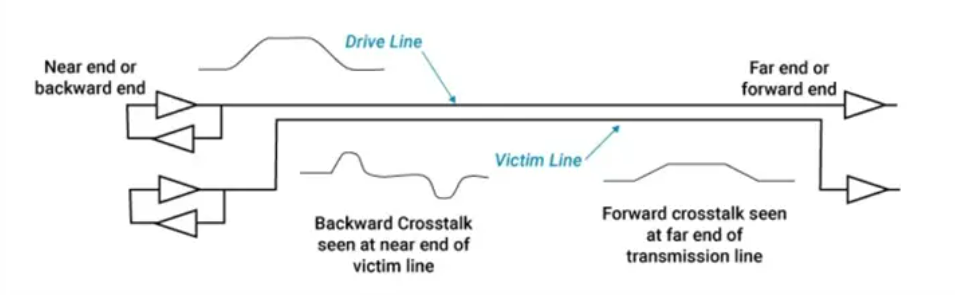 Drive Line
Near end or
backward end
Far end or
forward end
Victim Line
Backward Crosstalk
seen at near end of
victim line
Forward crosstalk seen
at far end of
transmission line